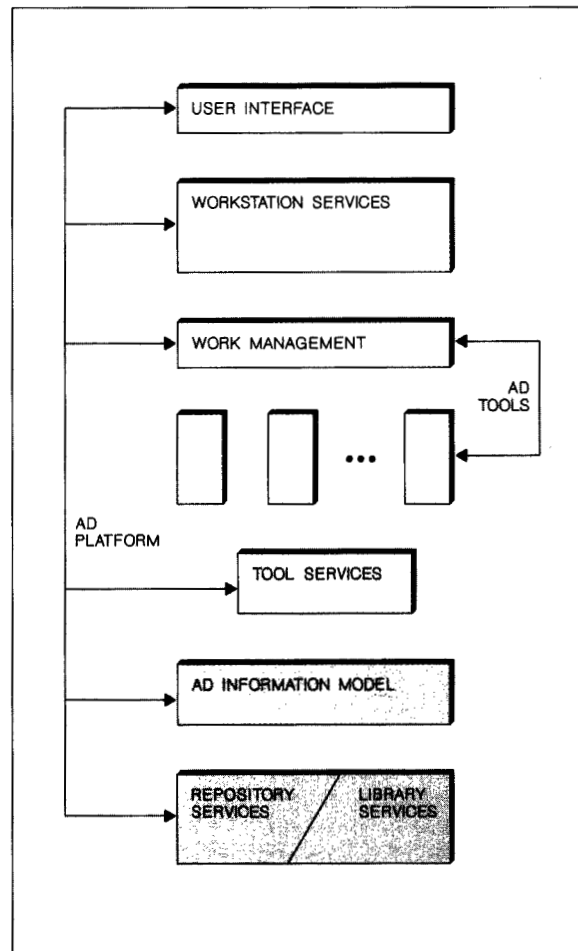 USER INTERFACE
WORKSTATION SERVICES
WORK MANAGEMENT
AD
TOOLS
AD
PLATFORM
TOOL SERVICES
AD INFORMATION MODEL
REPOSITORY
SERVICES
LIBRARY
SERVICES